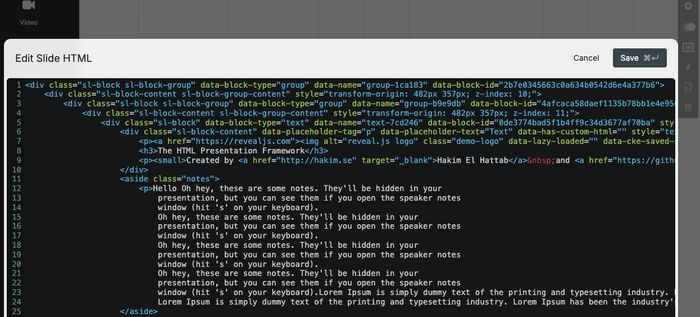 Video
Edit Slide HTML
Cancel
Save ⌘↵
1 <div class="sl-block sl-block-group" data-block-type="group" data-name="group-1ca183" data-block-id="2b7e0345663c0a634b0542d6e4a377b6">
2 <div class="sl-block-content sl-block-group-content" style="transform-origin: 482px 357px; z-index: 10;">
3 <div class="sl-block sl-block-group" data-block-type="group" data-name="group-b9e9db" data-block-id="4afcaca58daef1135b78bb1e4e95
4 <div class="sl-block-content sl-block-group-content" style="transform-origin: 482px 357px; z-index: 11;">
5 <div class="sl-block" data-block-type="text" data-name="text-7cd246" data-block-id="0de3774bad5f1b4ff9c34d3677af70ba" sty
6 <div class="sl-block-content" data-placeholder-tag="p" data-placeholder-text="Text" data-has-custom-html="" style="te
7 <p><a href="https://revealjs.com"><img alt="reveal.js logo" class="demo-logo" data-lazy-loaded="" data-cke-saved-
8 <h3>The HTML Presentation Framework</h3>
9 <p><small>Created by <a href="http://hakim.se" target="_blank">Hakim El Hattab</a>&nbsp;and <a href="https://gith
10 </div>
11 <aside class="notes">
12 <p>Hello Oh hey, these are some notes. They'll be hidden in your
13 presentation, but you can see them if you open the speaker notes
14 window (hit 's' on your keyboard).
15 Oh hey, these are some notes. They'll be hidden in your
16 presentation, but you can see them if you open the speaker notes
17 window (hit 's' on your keyboard).
18 Oh hey, these are some notes. They'll be hidden in your
19 presentation, but you can see them if you open the speaker notes
20 window (hit 's' on your keyboard).
21 Oh hey, these are some notes. They'll be hidden in your
22 presentation, but you can see them if you open the speaker notes
23 window (hit 's' on your keyboard).Lorem Ipsum is simply dummy text of the printing and typesetting industry.
24 Lorem Ipsum is simply dummy text of the printing and typesetting industry. Lorem Ipsum has been the industry'
25 </aside>